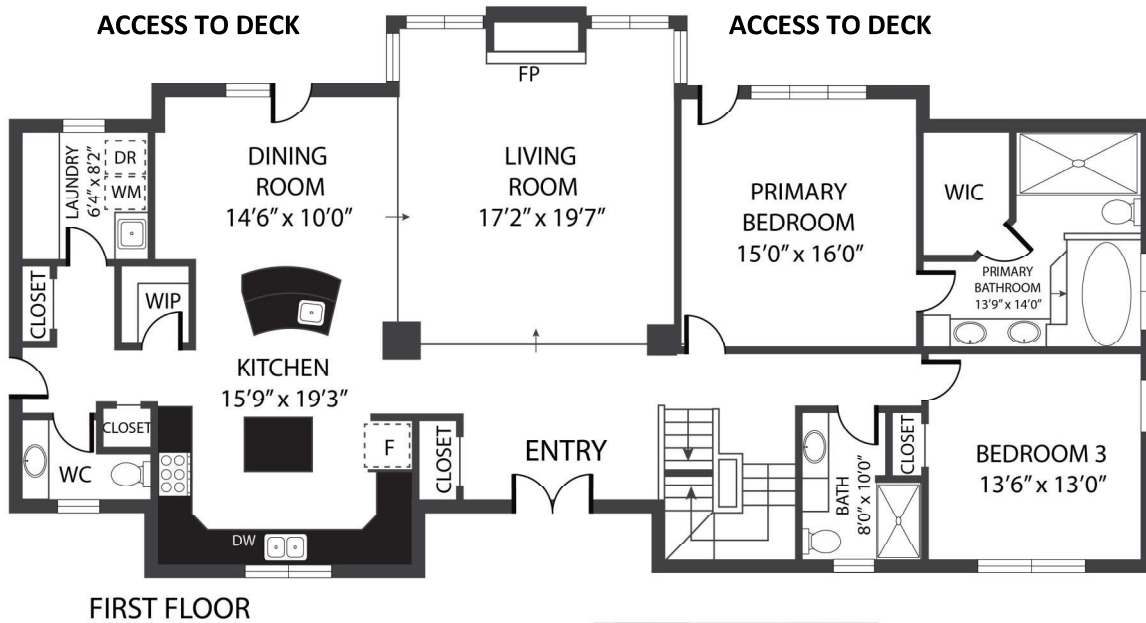 ACCESS TO DECK
ACCESS TO DECK
FP
LAUNDRY
6'4" x 8'2"
DR
WM
DINING
ROOM
14'6" x 10'0"
LIVING
ROOM
17'2" x 19'7"
PRIMARY
BEDROOM
15'0" x 16'0"
WIC
PRIMARY
BATHROOM
13'9" x 14'0"
CLOSET
WIP
KITCHEN
15'9" x 19'3"
CLOSET
WC
F
CLOSET
ENTRY
BATH
8'0" x 10'0"
CLOSET
BEDROOM 3
13'6" x 13'0"
DW
FIRST FLOOR